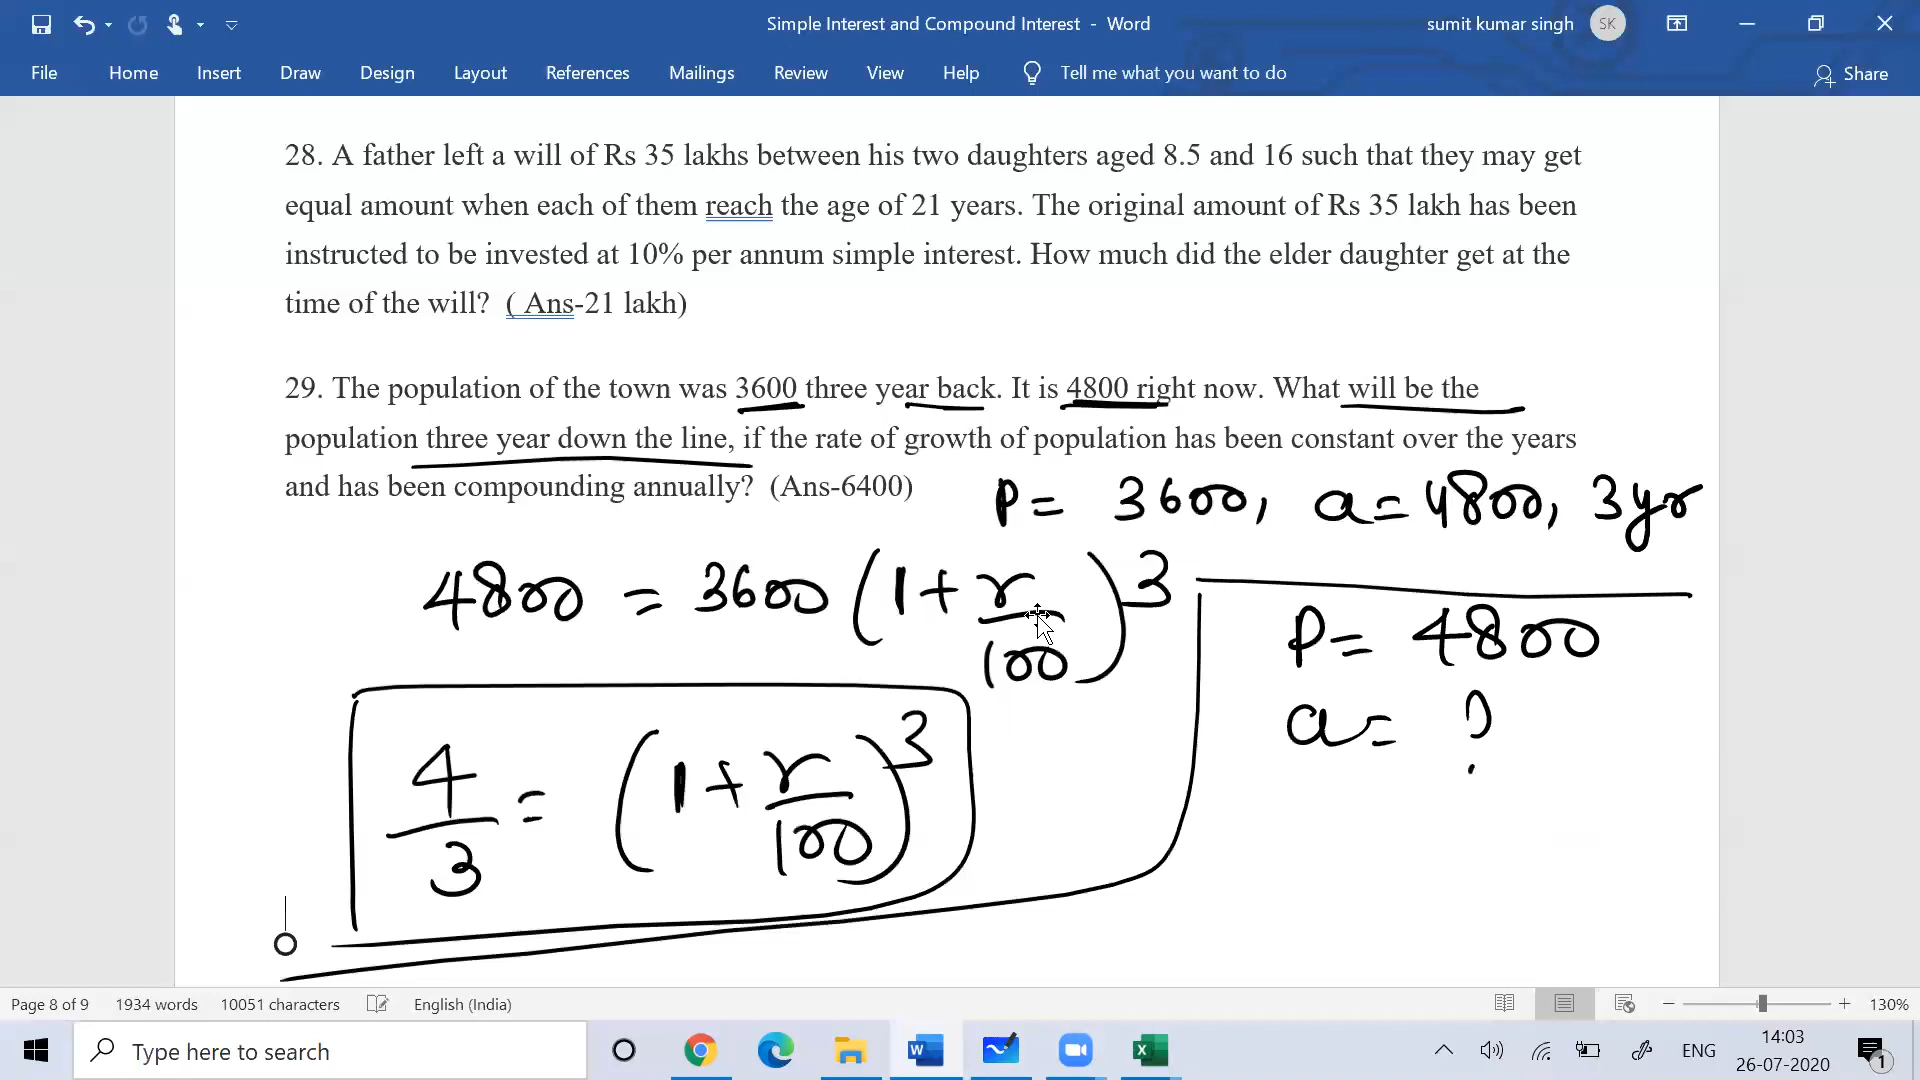 Simple Interest and Compound Interest - Word
sumit kumar singh SK
File Home Insert Draw Design Layout References Mailings Review View Help Tell me what you want to do Share
28. A father left a will of Rs 35 lakhs between his two daughters aged 8.5 and 16 such that they may get
equal amount when each of them reach the age of 21 years. The original amount of Rs 35 lakh has been
instructed to be invested at 10% per annum simple interest. How much did the elder daughter get at the
time of the will? ( Ans-21 lakh)
29. The population of the town was 3600 three year back. It is 4800 right now. What will be the
population three year down the line, if the rate of growth of population has been constant over the years
and has been compounding annually? (Ans-6400)
P= 3600, a=4800, 3yr
4800 = 3600 (1+r/100)^3
P= 4800
a= ?
4/3 = (1+r/100)^3
Page 8 of 9 1934 words 10051 characters English (India) 130%
Type here to search
ENG
14:03
26-07-2020
1